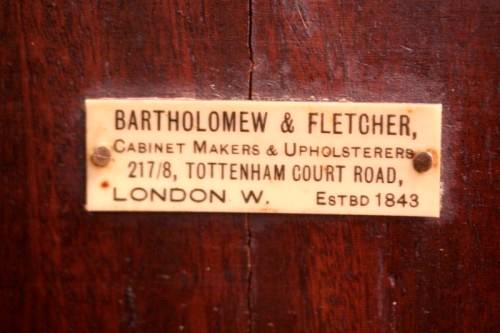 BARTHOLOMEW & FLETCHER,
CABINET MAKERS & UPHOLSTERERS
217/8, TOTTENHAM COURT ROAD,
LONDON W. ESTBD 1843